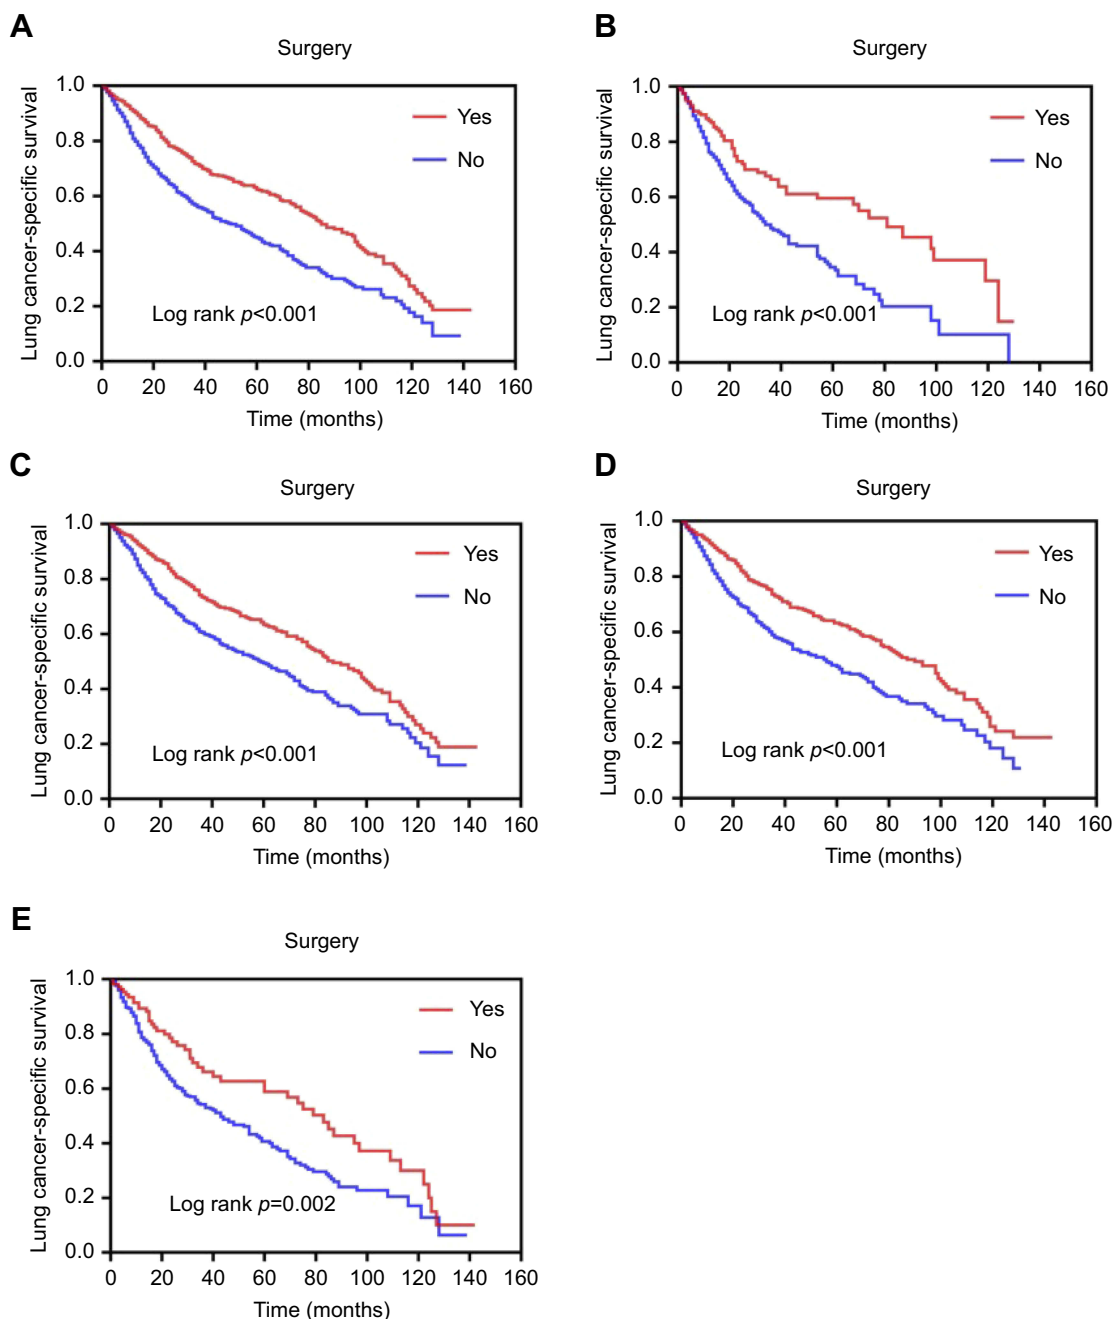 A
Surgery
Lung cancer-specific survival
1.0
0.8
0.6
0.4
0.2
0.0
Yes
No
Log rank p<0.001
0 20 40 60 80 100 120 140 160
Time (months)
B
Surgery
Lung cancer-specific survival
1.0
0.8
0.6
0.4
0.2
0.0
Yes
No
Log rank p<0.001
0 20 40 60 80 100 120 140 160
Time (months)
C
Surgery
Lung cancer-specific survival
1.0
0.8
0.6
0.4
0.2
0.0
Yes
No
Log rank p<0.001
0 20 40 60 80 100 120 140 160
Time (months)
D
Surgery
Lung cancer-specific survival
1.0
0.8
0.6
0.4
0.2
0.0
Yes
No
Log rank p<0.001
0 20 40 60 80 100 120 140 160
Time (months)
E
Surgery
Lung cancer-specific survival
1.0
0.8
0.6
0.4
0.2
0.0
Yes
No
Log rank p=0.002
0 20 40 60 80 100 120 140 160
Time (months)